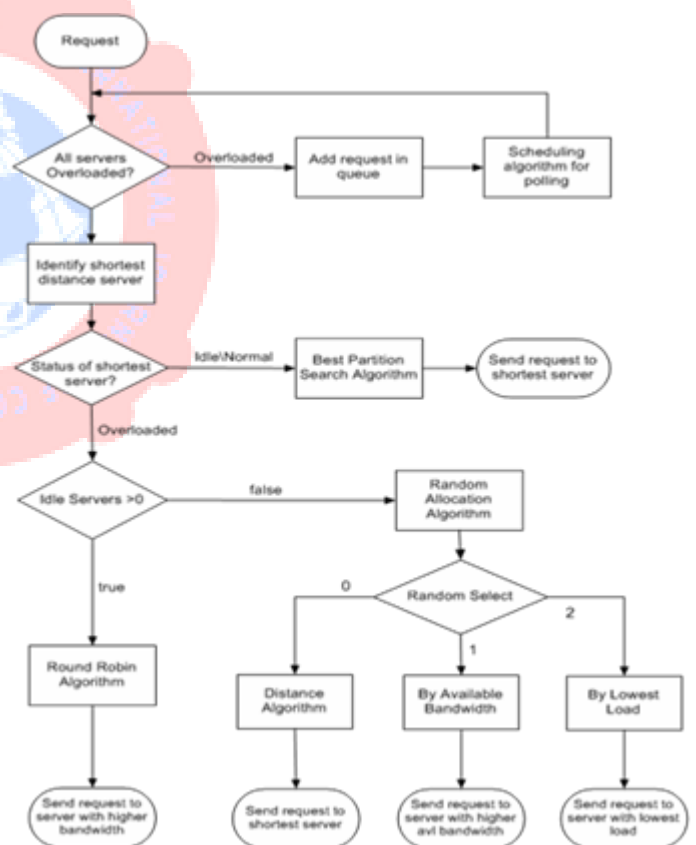 Request
All servers
Overloaded?
Overloaded
Add request in
queue
Scheduling
algorithm for
polling
Identify shortest
distance server
Status of shortest
server?
Idle\Normal
Best Partition
Search Algorithm
Send request to
shortest server
Overloaded
Idle Servers >0
false
Random
Allocation
Algorithm
true
Random Select
0
1
2
Round Robin
Algorithm
Distance
Algorithm
By Available
Bandwidth
By Lowest
Load
Send request to
server with higher
bandwidth
Send request to
shortest server
Send request to
server with higher
avl bandwidth
Send request to
server with lowest
load